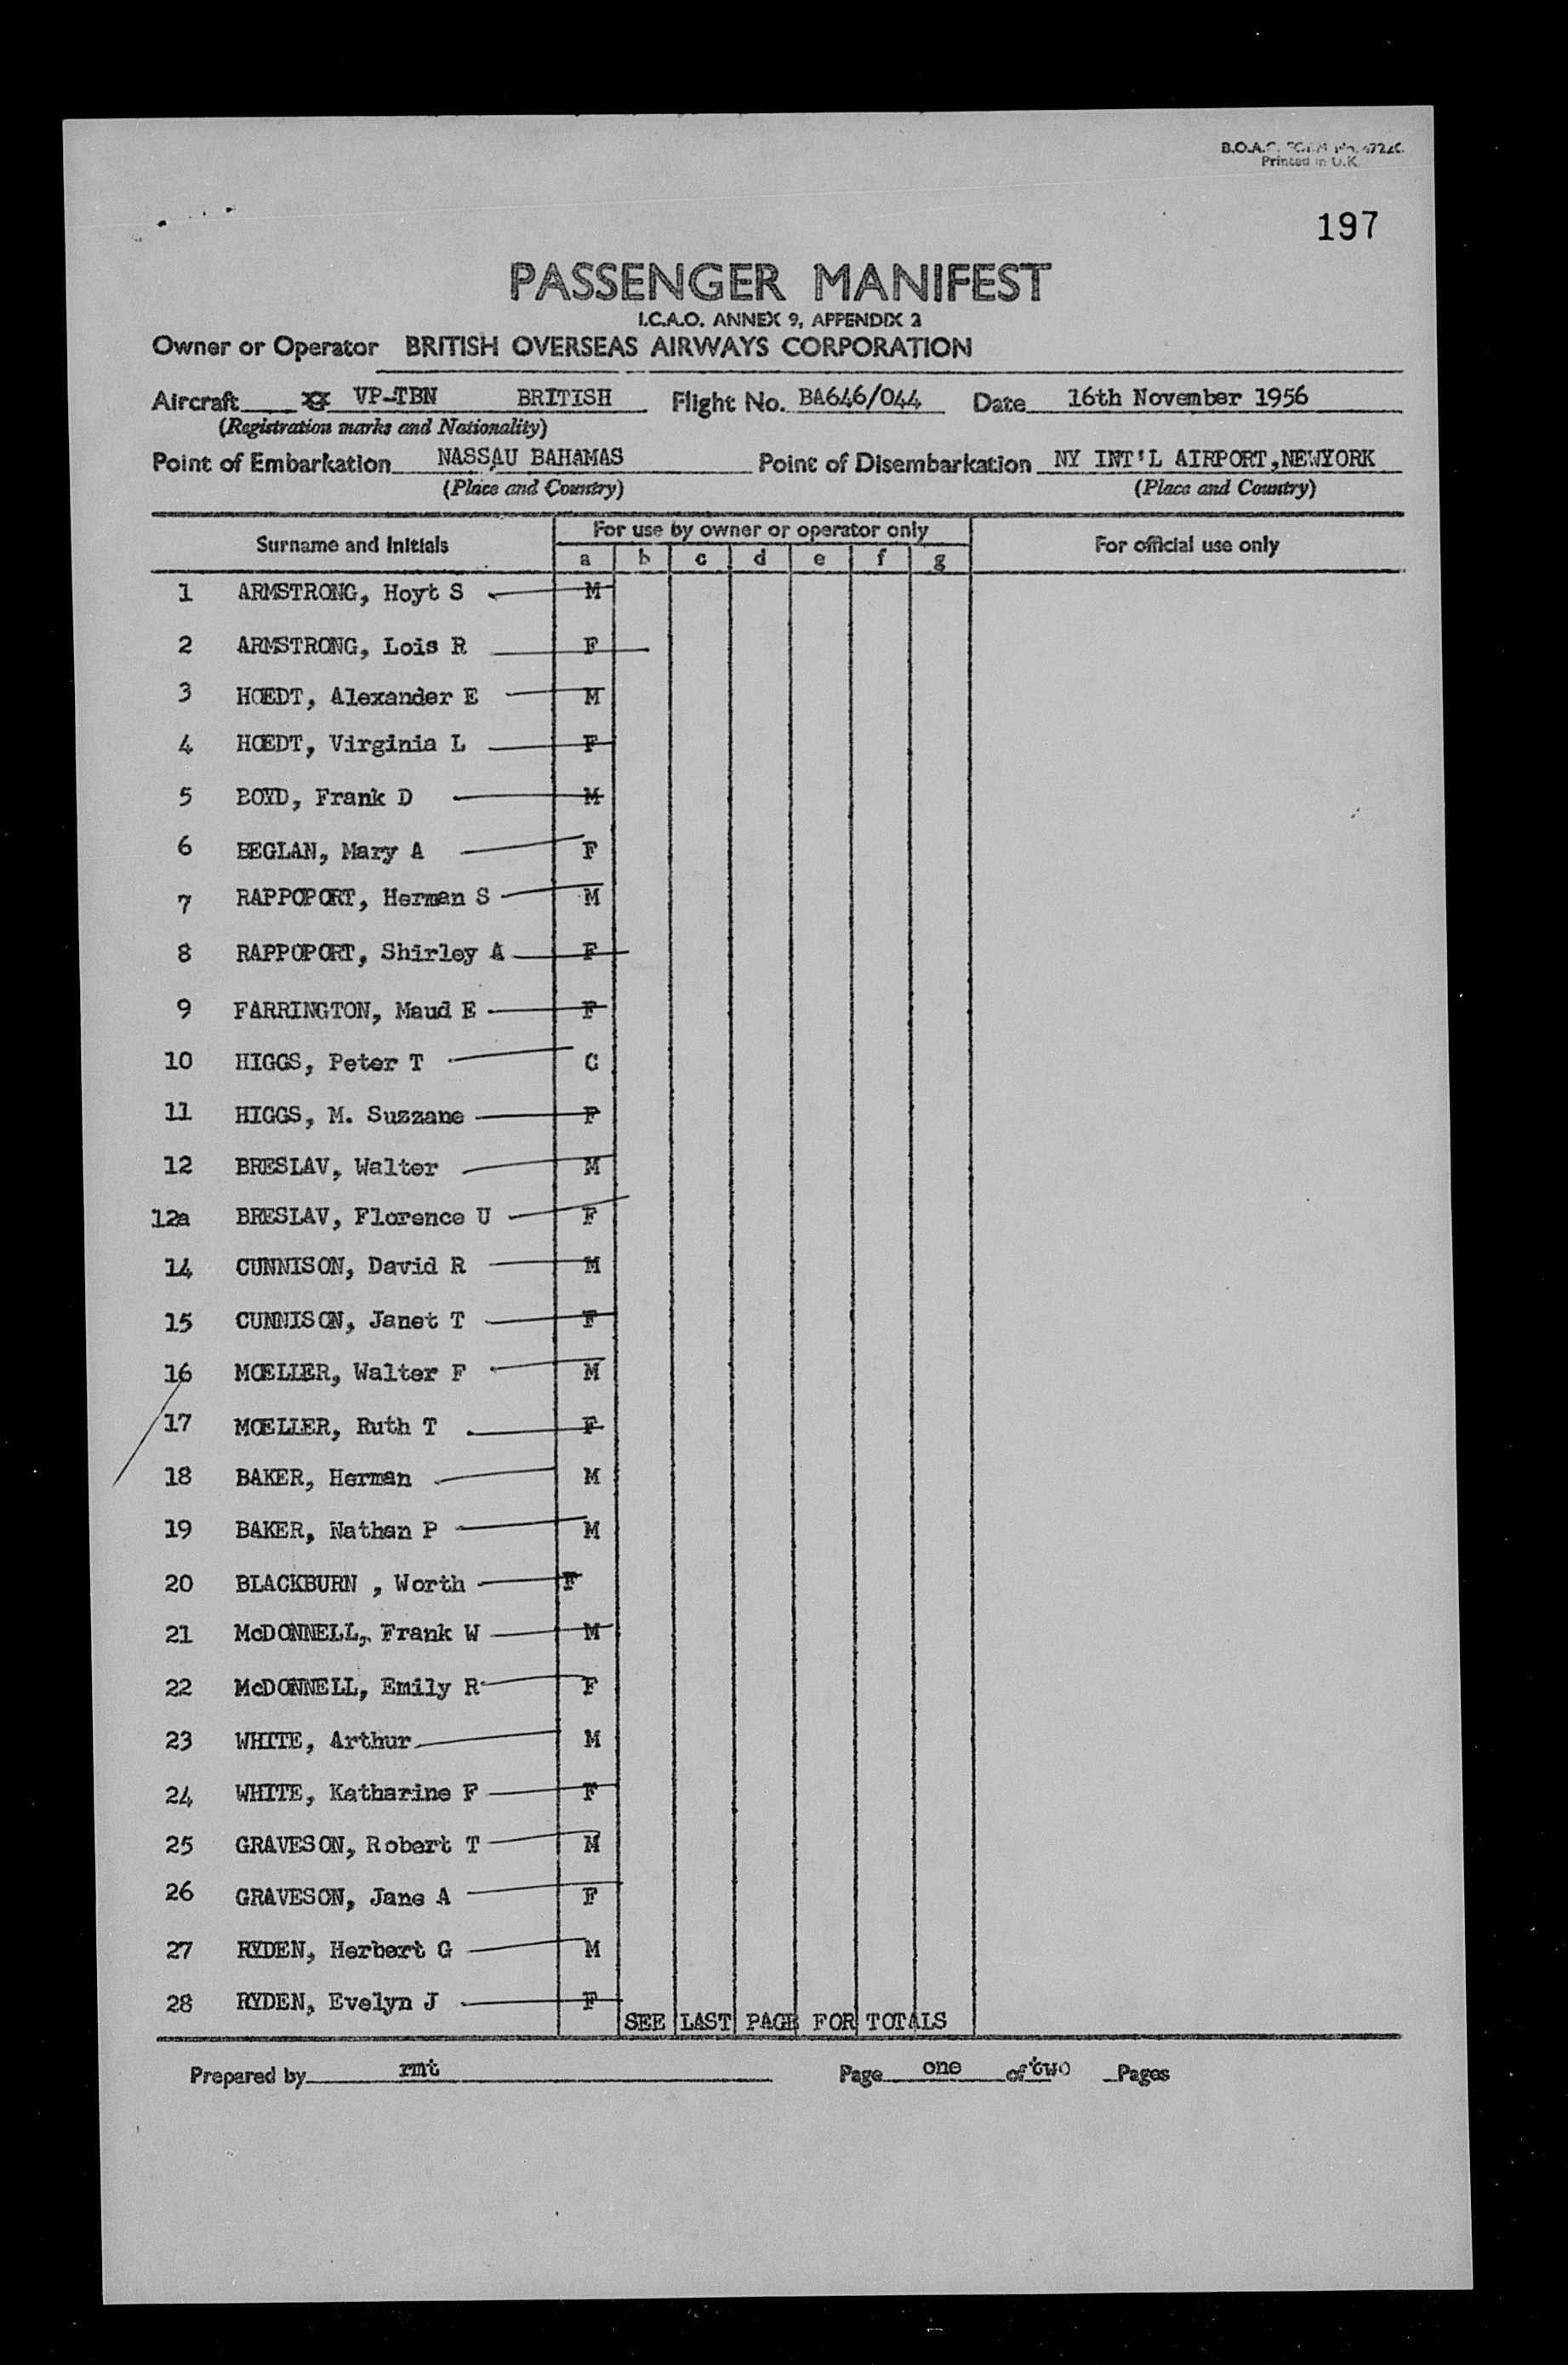 B.O.A.C. FORM No.
Printed in U.K.
197
PASSENGER MANIFEST
I.C.A.O. ANNEX 9, APPENDIX 2
Owner or Operator BRITISH OVERSEAS AIRWAYS CORPORATION
Aircraft VP-TBN BRITISH Flight No. BA646/044 Date 16th November 1956
(Registration marks and Nationality)
Point of Embarkation NASSAU BAHAMAS Point of Disembarkation NY INT'L AIRPORT,NEWYORK
(Place and Country) (Place and Country)
Surname and Initials For use by owner or operator only For official use only
a b c d e f g
1 ARMSTRONG, Hoyt S M
2 ARMSTRONG, Lois R F
3 HOEDT, Alexander E M
4 HOEDT, Virginia L F
5 BOYD, Frank D M
6 BEGLAN, Mary A F
7 RAPPOPORT, Herman S M
8 RAPPOPORT, Shirley A F
9 FARRINGTON, Maud E F
10 HIGGS, Peter T C
11 HIGGS, M. Suzzane F
12 BRESLAV, Walter M
12a BRESLAV, Florence U F
14 CUNNISON, David R M
15 CUNNISON, Janet T F
16 MOELLER, Walter F M
17 MOELLER, Ruth T F
18 BAKER, Herman M
19 BAKER, Nathan P M
20 BLACKBURN , Worth F
21 McDONNELL, Frank W M
22 McDONNELL, Emily R F
23 WHITE, Arthur M
24 WHITE, Katharine F F
25 GRAVESON, Robert T M
26 GRAVESON, Jane A F
27 RYDEN, Herbert G M
28 RYDEN, Evelyn J F
SEE LAST PAGE FOR TOTALS
Prepared by rmt Page one of two Pages